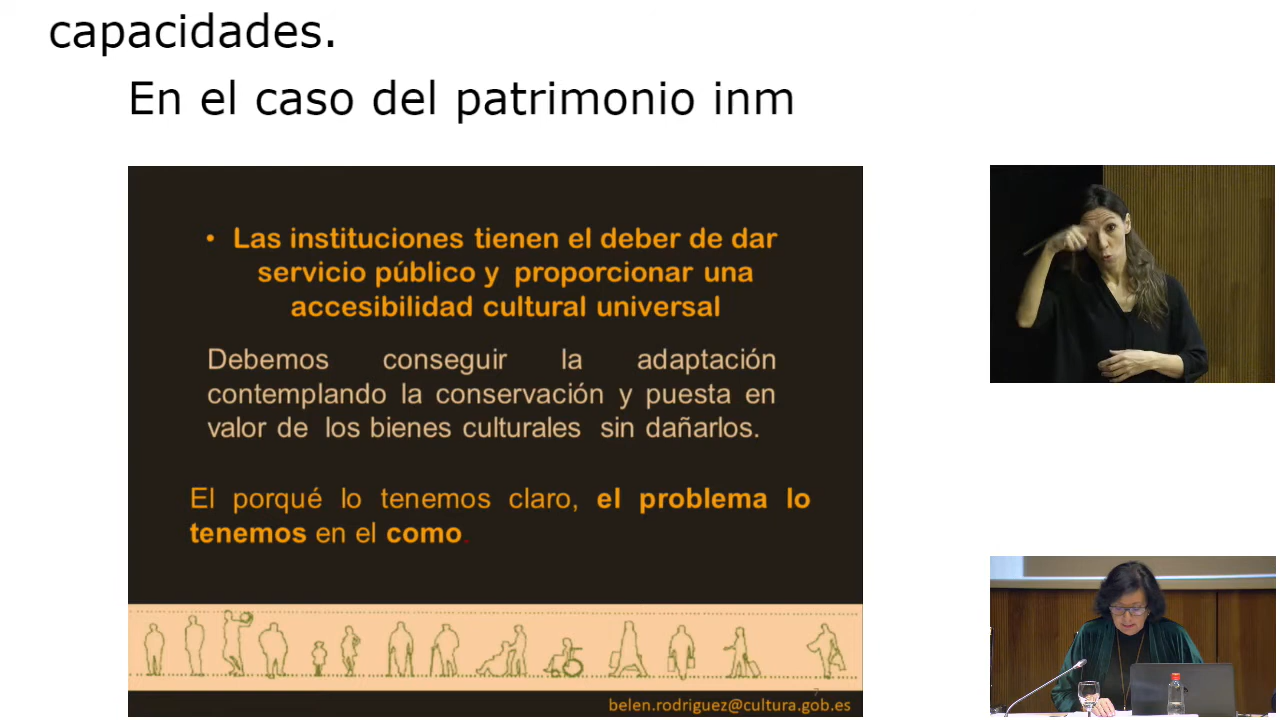 capacidades.
En el caso del patrimonio inm
• Las instituciones tienen el deber de dar
servicio público y proporcionar una
accesibilidad cultural universal
Debemos conseguir la adaptación
contemplando la conservación y puesta en
valor de los bienes culturales sin dañarlos.
El porqué lo tenemos claro, el problema lo
tenemos en el como.
7
belen.rodriguez@cultura.gob.es